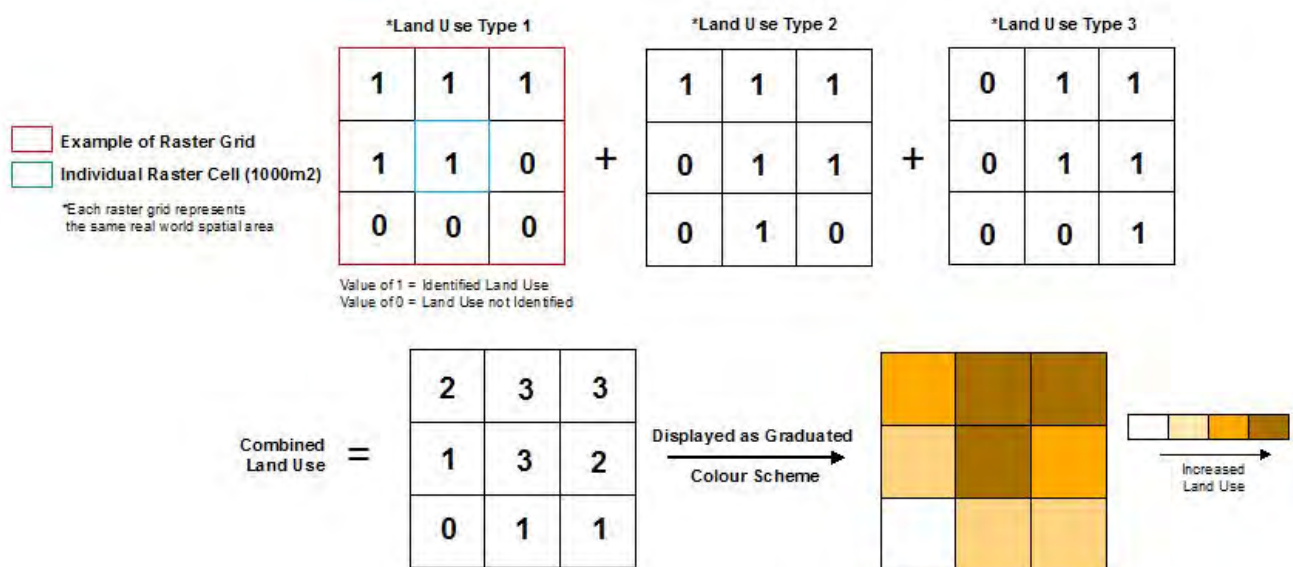 *Land Use Type 1
*Land Use Type 2
*Land Use Type 3
1 1 1
1 1 0
0 0 0
+
1 1 1
0 1 1
0 1 0
+
0 1 1
0 1 1
0 0 1
Example of Raster Grid
Individual Raster Cell (1000m2)
*Each raster grid represents
the same real world spatial area
Value of 1 = Identified Land Use
Value of 0 = Land Use not Identified
Combined
Land Use
=
2 3 3
1 3 2
0 1 1
Displayed as Graduated
Colour Scheme
Increased
Land Use